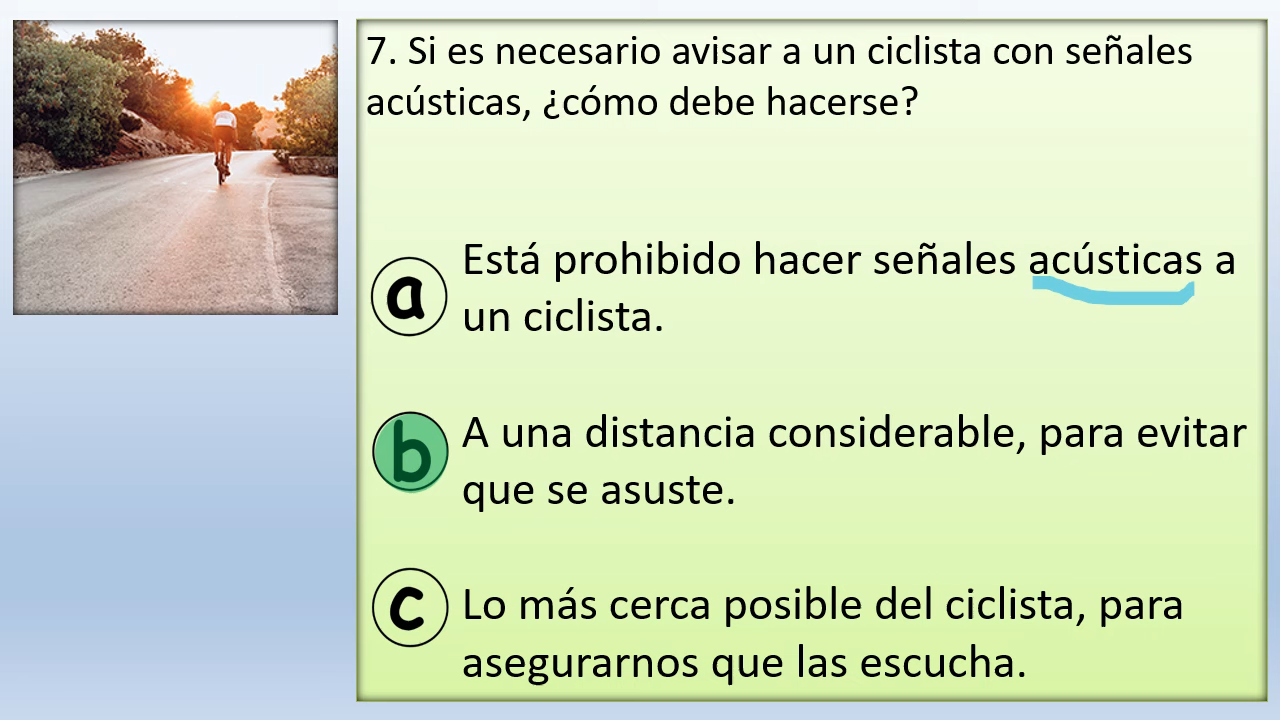 7. Si es necesario avisar a un ciclista con señales
acústicas, ¿cómo debe hacerse?
a
Está prohibido hacer señales acústicas a
un ciclista.
b
A una distancia considerable, para evitar
que se asuste.
c
Lo más cerca posible del ciclista, para
asegurarnos que las escucha.